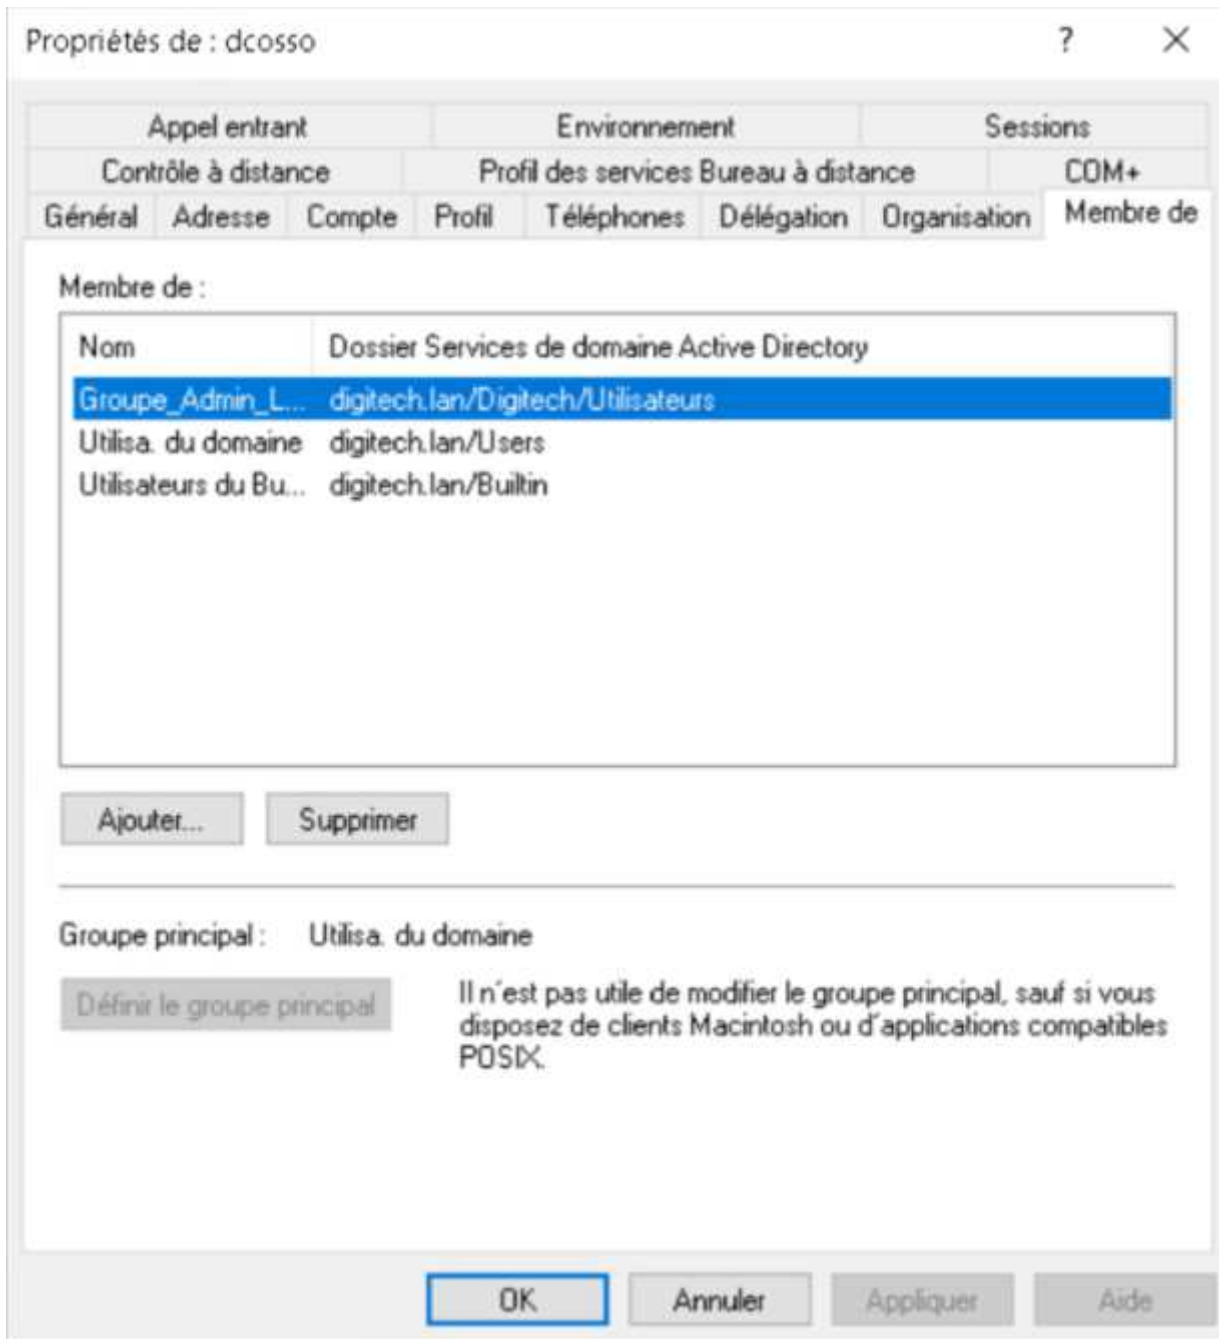 Propriétés de : dcosso ? X
Appel entrant Environnement Sessions
Contrôle à distance Profil des services Bureau à distance COM+
Général Adresse Compte Profil Téléphones Délégation Organisation Membre de
Membre de :
Nom Dossier Services de domaine Active Directory
Groupe_Admin_L... digitech.lan/Digitech/Utilisateurs
Utilisa. du domaine digitech.lan/Users
Utilisateurs du Bu... digitech.lan/Builtin
Ajouter... Supprimer
Groupe principal : Utilisa. du domaine
Définir le groupe principal
Il n'est pas utile de modifier le groupe principal, sauf si vous
disposez de clients Macintosh ou d'applications compatibles
POSIX.
OK Annuler Appliquer Aide